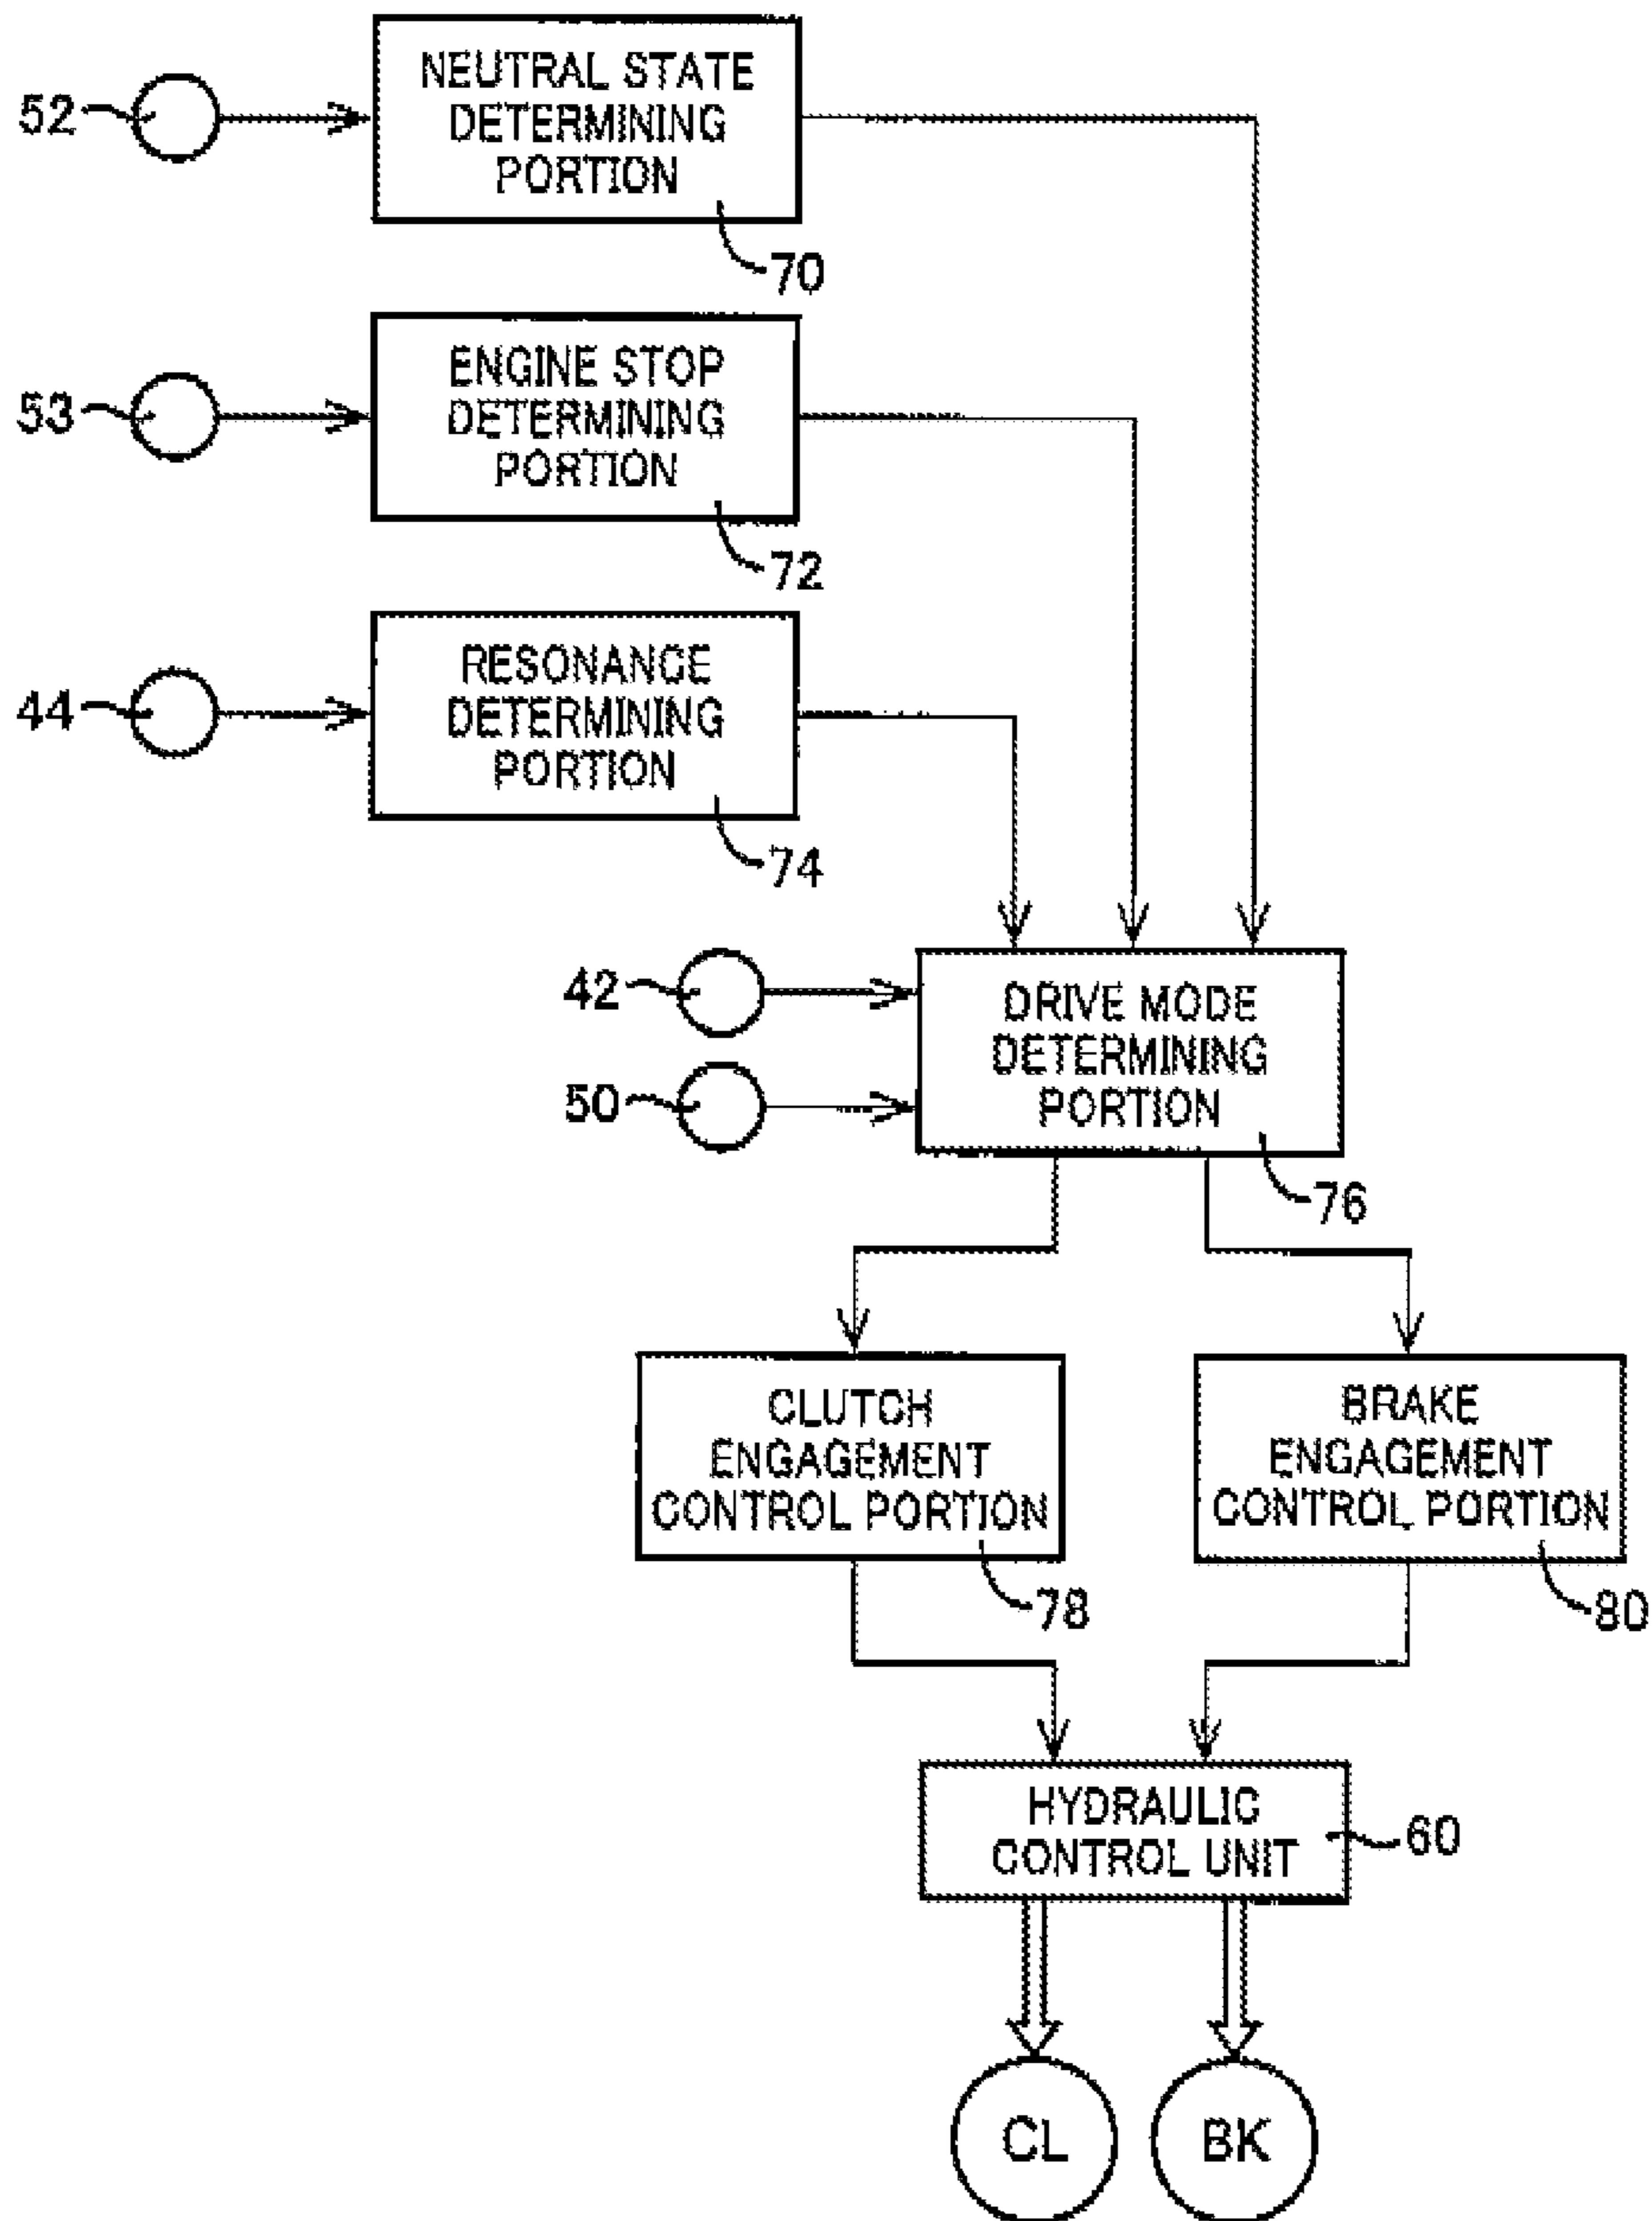 52
NEUTRAL STATE
DETERMINING
PORTION
70
53
ENGINE STOP
DETERMINING
PORTION
72
44
RESONANCE
DETERMINING
PORTION
74
42
50
DRIVE MODE
DETERMINING
PORTION
76
CLUTCH
ENGAGEMENT
CONTROL PORTION
78
BRAKE
ENGAGEMENT
CONTROL PORTION
80
HYDRAULIC
CONTROL UNIT
60
CL
BK